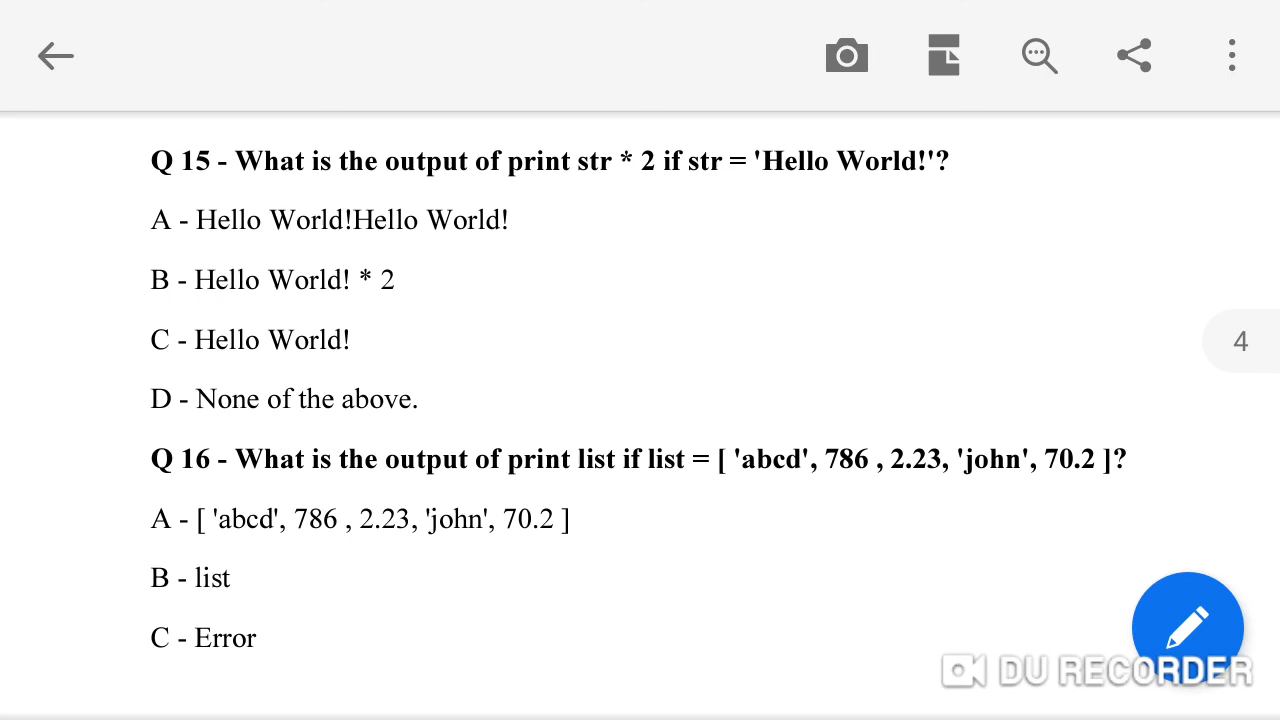 Q 15 - What is the output of print str * 2 if str = 'Hello World!'?
A - Hello World!Hello World!
B - Hello World! * 2
C - Hello World!
4
D - None of the above.
Q 16 - What is the output of print list if list = [ 'abcd', 786 , 2.23, 'john', 70.2 ]?
A - [ 'abcd', 786 , 2.23, 'john', 70.2 ]
B - list
C - Error
DU RECORDER